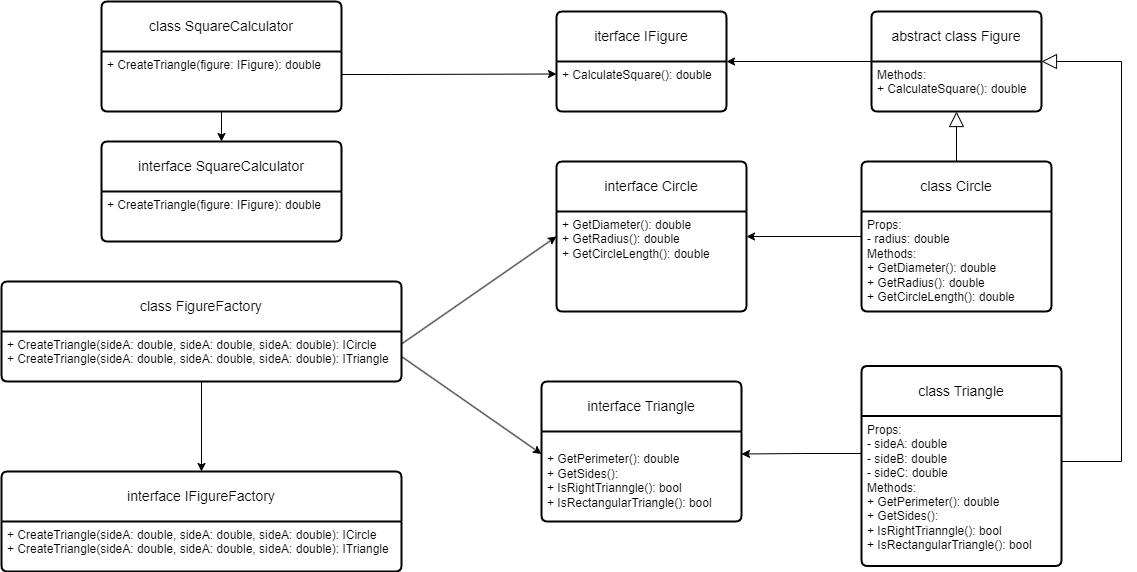 class SquareCalculator
+ CreateTriangle(figure: IFigure): double
interface SquareCalculator
+ CreateTriangle(figure: IFigure): double
class FigureFactory
+ CreateTriangle(sideA: double, sideA: double, sideA: double): ICircle
+ CreateTriangle(sideA: double, sideA: double, sideA: double): ITriangle
interface IFigureFactory
+ CreateTriangle(sideA: double, sideA: double, sideA: double): ICircle
+ CreateTriangle(sideA: double, sideA: double, sideA: double): ITriangle
iterface IFigure
+ CalculateSquare(): double
interface Circle
+ GetDiameter(): double
+ GetRadius(): double
+ GetCircleLength(): double
interface Triangle
+ GetPerimeter(): double
+ GetSides():
+ IsRightTrianngle(): bool
+ IsRectangularTriangle(): bool
abstract class Figure
Methods:
+ CalculateSquare(): double
class Circle
Props:
- radius: double
Methods:
+ GetDiameter(): double
+ GetRadius(): double
+ GetCircleLength(): double
class Triangle
Props:
- sideA: double
- sideB: double
- sideC: double
Methods:
+ GetPerimeter(): double
+ GetSides():
+ IsRightTrianngle(): bool
+ IsRectangularTriangle(): bool